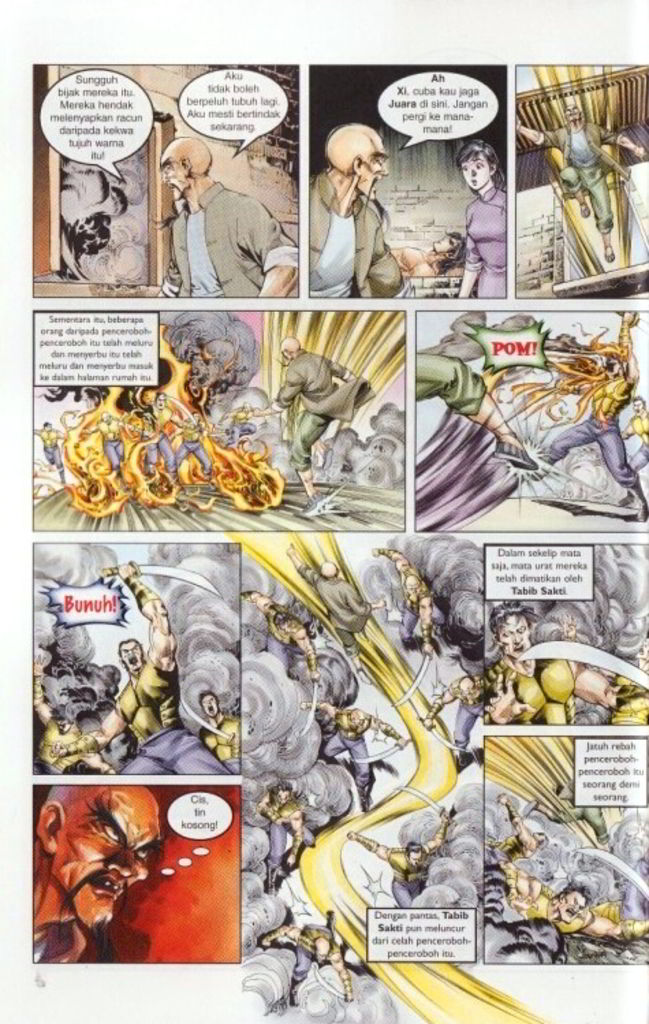 Sungguh
bijak mereka itu.
Mereka hendak
melenyapkan racun
daripada kekwa
tujuh warna
itu!
Aku
tidak boleh
berpeluh tubuh lagi.
Aku mesti bertindak
sekarang.
Ah
Xi, cuba kau jaga
Juara di sini. Jangan
pergi ke mana-
mana!
Sementara itu, beberapa
orang daripada penceroboh-
penceroboh itu telah meluru
dan menyerbu itu telah
meluru dan menyerbu masuk
ke dalam halaman rumah itu.
POM!
Bunuh!
Dalam sekelip mata
saja, mata urat mereka
telah dimatikan oleh
Tabib Sakti.
Jatuh rebah
penceroboh-
penceroboh itu
seorang demi
seorang.
Cis,
tin
kosong!
Dengan pantas, Tabib
Sakti pun meluncur
dari celah penceroboh-
penceroboh itu.